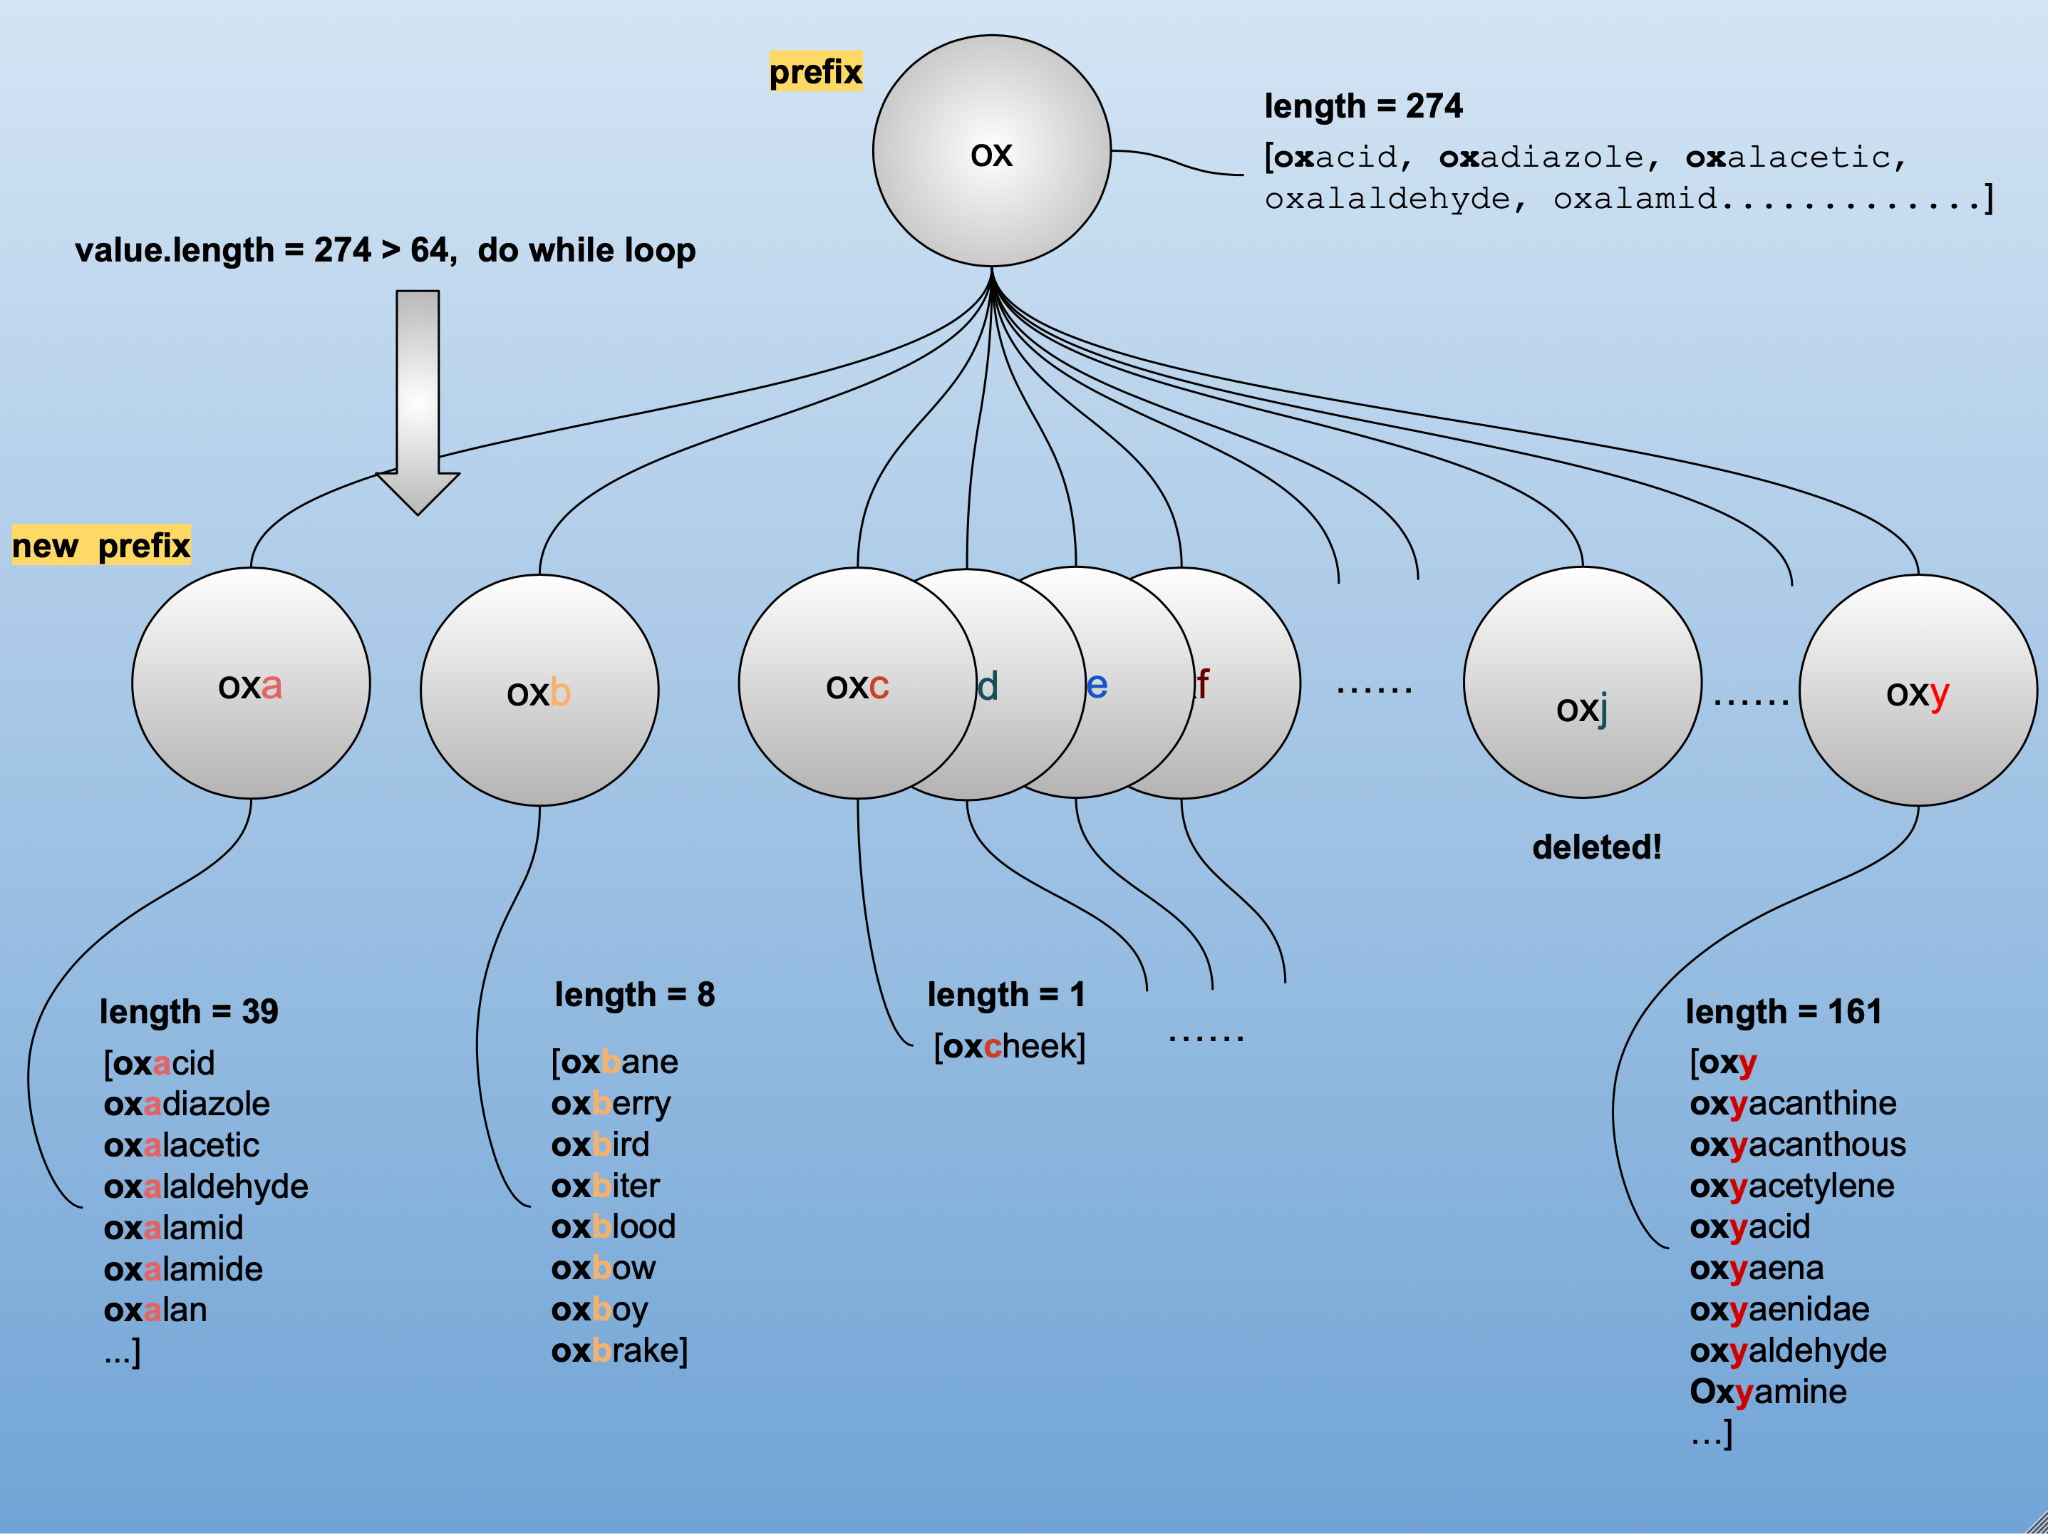 prefix
ox
length = 274
[oxacid, oxadiazole, oxalacetic,
oxalaldehyde, oxalamid.............]
value.length = 274 > 64,  do while loop
new  prefix
oxa
oxb
oxc
d
e
f
......
oxj
......
oxy
deleted!
length = 39
[oxacid
oxadiazole
oxalacetic
oxalaldehyde
oxalamid
oxalamide
oxalan
...]
length = 8
[oxbane
oxberry
oxbird
oxbiter
oxblood
oxbow
oxboy
oxbrake]
length = 1
[oxcheek]
......
length = 161
[oxy
oxyacanthine
oxyacanthous
oxyacetylene
oxyacid
oxyaena
oxyaenidae
oxyaldehyde
Oxyamine
...]